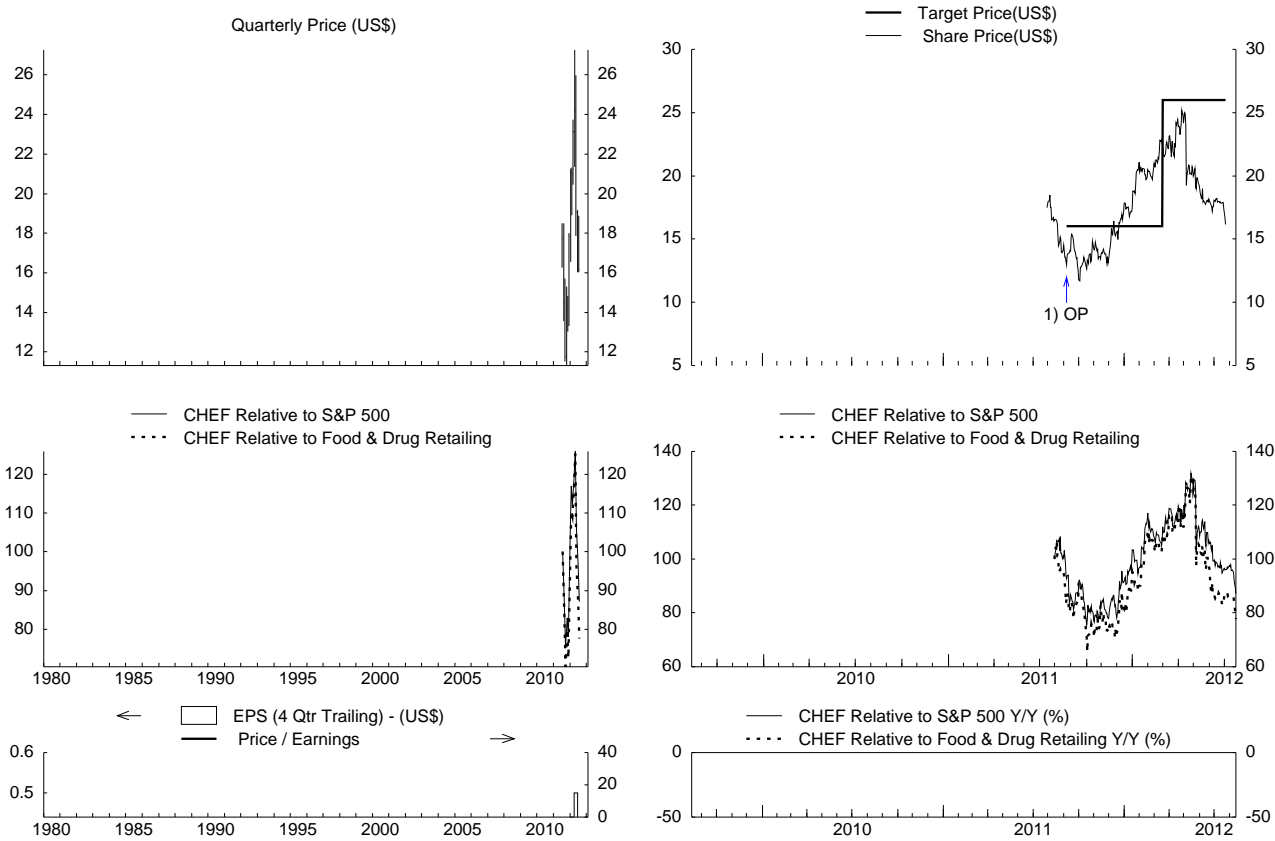 Quarterly Price (US$)
26 26
24 24
22 22
20 20
18 18
16 16
14 14
12 12
Target Price(US$)
Share Price(US$)
30 30
25 25
20 20
15 15
10 10
5 5
1) OP
2010 2011 2012
CHEF Relative to S&P 500
CHEF Relative to Food & Drug Retailing
120 120
110 110
100 100
90 90
80 80
1980 1985 1990 1995 2000 2005 2010
CHEF Relative to S&P 500
CHEF Relative to Food & Drug Retailing
140 140
120 120
100 100
80 80
60 60
2010 2011 2012
EPS (4 Qtr Trailing) - (US$)
Price / Earnings
0.6 40
20
0.5
0
1980 1985 1990 1995 2000 2005 2010
CHEF Relative to S&P 500 Y/Y (%)
CHEF Relative to Food & Drug Retailing Y/Y (%)
0 0
-50 -50
2010 2011 2012